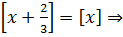 [x + 2/3] = [x] ⇒